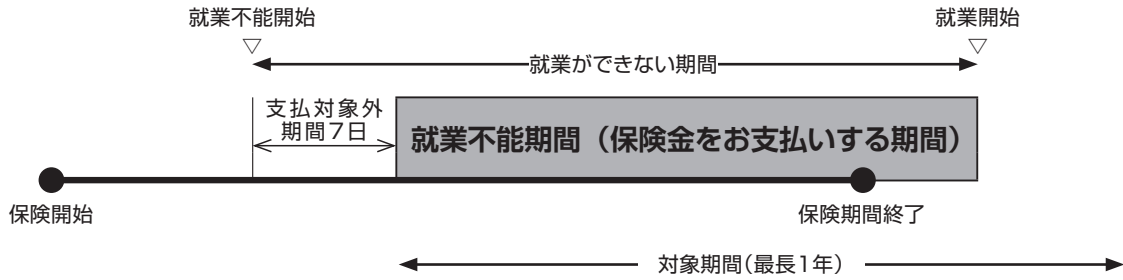 就業不能開始
就業開始
▽
▽
就業ができない期間
支払対象外
期間7日
就業不能期間（保険金をお支払いする期間）
保険開始
保険期間終了
対象期間（最長1年）